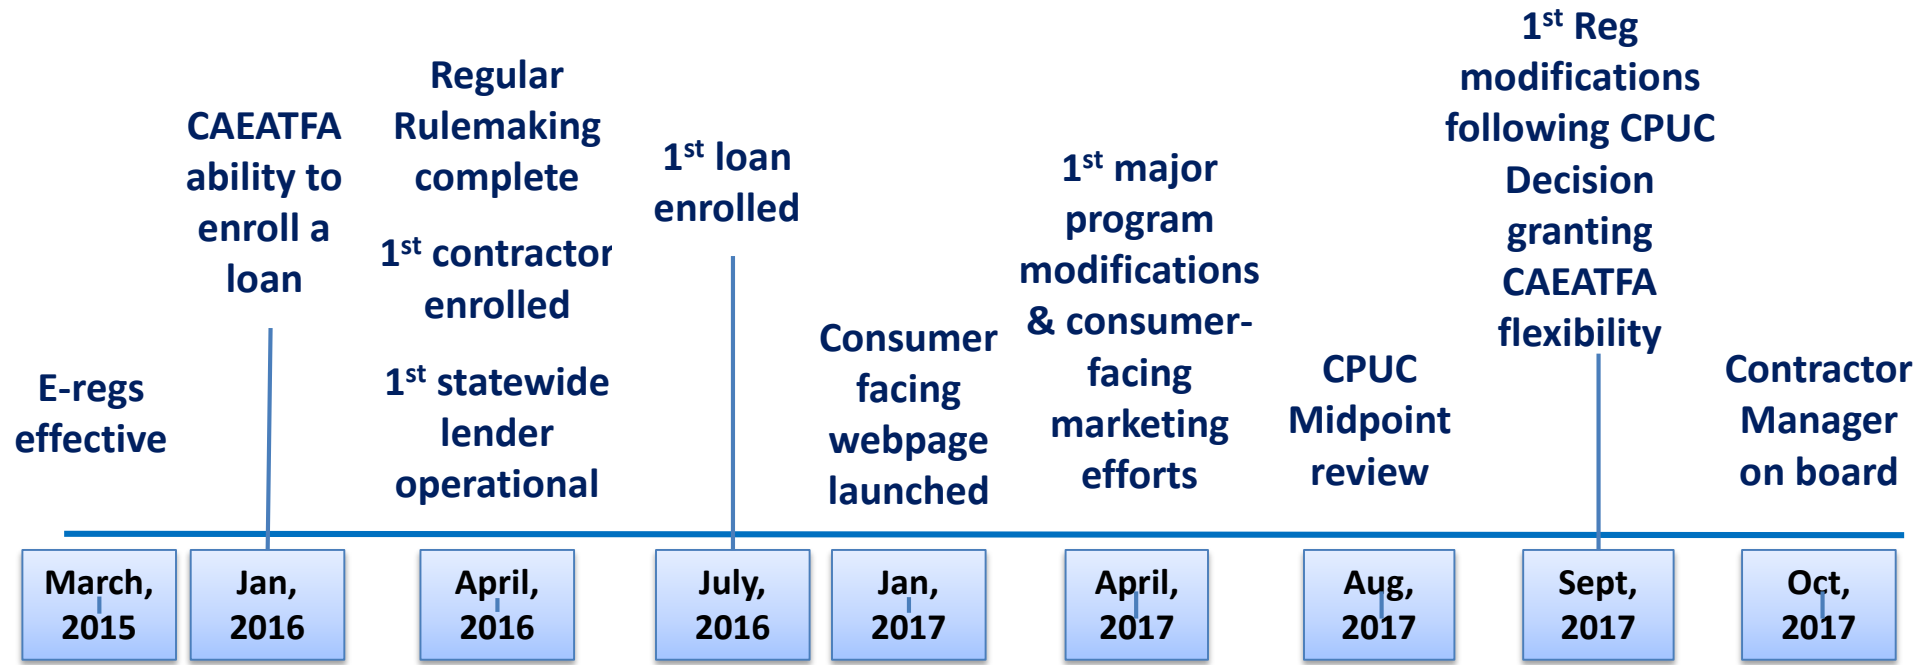 E-regs
effective
CAEATFA
ability to
enroll a
loan
Regular
Rulemaking
complete
1st contractor
enrolled
1st statewide
lender
operational
1st loan
enrolled
Consumer
facing
webpage
launched
1st major
program
modifications
& consumer-
facing
marketing
efforts
CPUC
Midpoint
review
1st Reg
modifications
following CPUC
Decision
granting
CAEATFA
flexibility
Contractor
Manager
on board
March,
2015
Jan,
2016
April,
2016
July,
2016
Jan,
2017
April,
2017
Aug,
2017
Sept,
2017
Oct,
2017